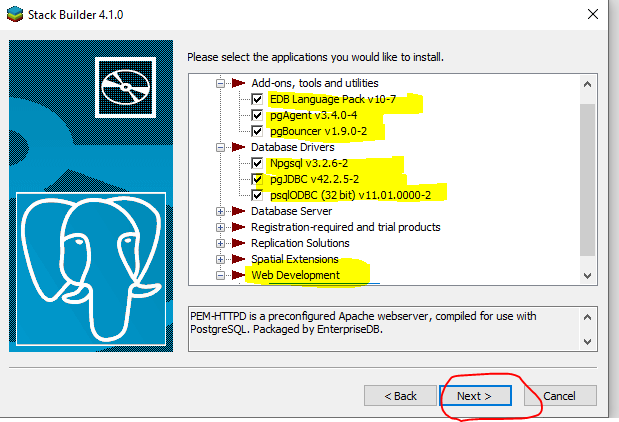 Stack Builder 4.1.0
Please select the applications you would like to install.
Add-ons, tools and utilities
EDB Language Pack v10-7
pgAgent v3.4.0-4
pgBouncer v1.9.0-2
Database Drivers
Npgsql v3.2.6-2
pgJDBC v42.2.5-2
psqlODBC (32 bit) v11.01.0000-2
Database Server
Registration-required and trial products
Replication Solutions
Spatial Extensions
Web Development
PEM-HTTPD is a preconfigured Apache webserver, compiled for use with
PostgreSQL. Packaged by EnterpriseDB.
< Back
Next >
Cancel